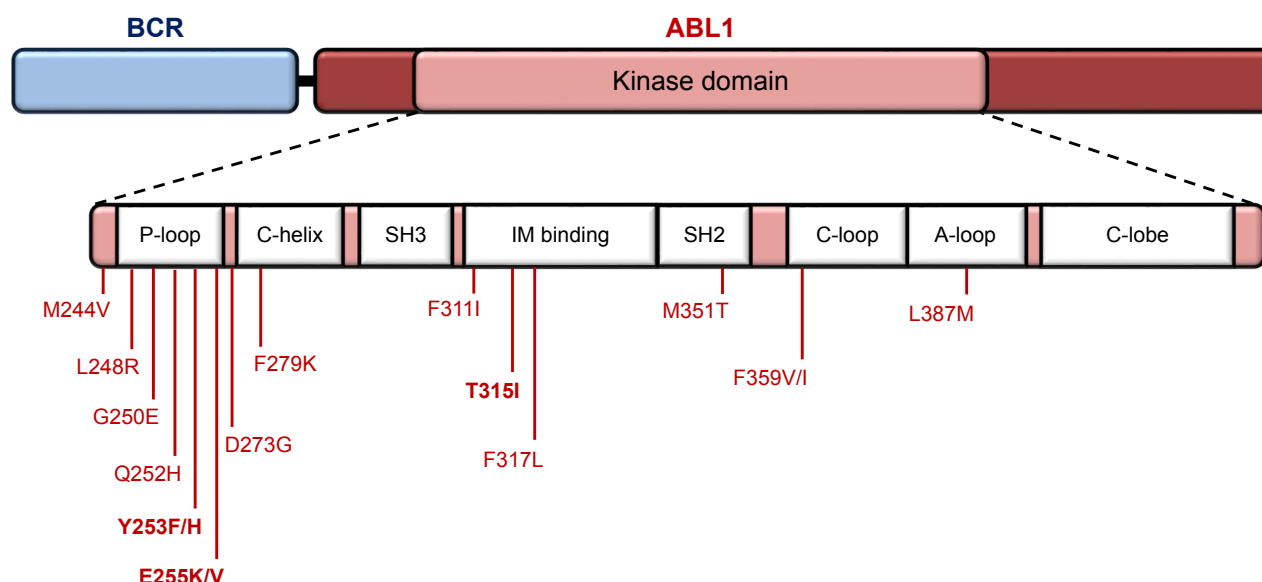 BCR
ABL1
Kinase domain
P-loop
C-helix
SH3
IM binding
SH2
C-loop
A-loop
C-lobe
M244V
L248R
G250E
Q252H
Y253F/H
E255K/V
D273G
F279K
F311I
T315I
F317L
M351T
F359V/I
L387M